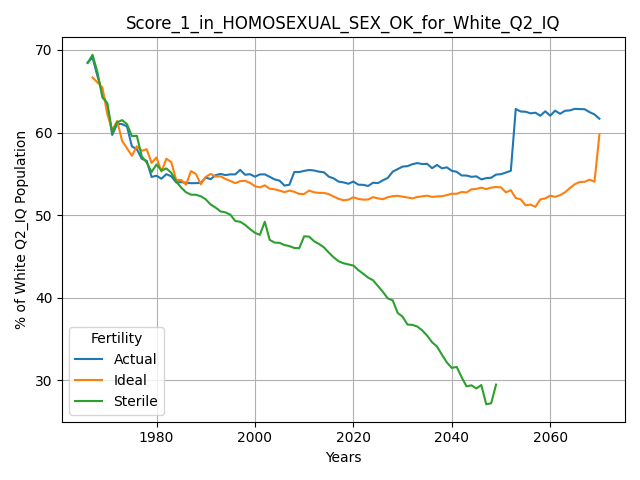 Score_1_in_HOMOSEXUAL_SEX_OK_for_White_Q2_IQ
% of White Q2_IQ Population
70
60
50
40
30
Fertility
Actual
Ideal
Sterile
1980
2000
2020
2040
2060
Years